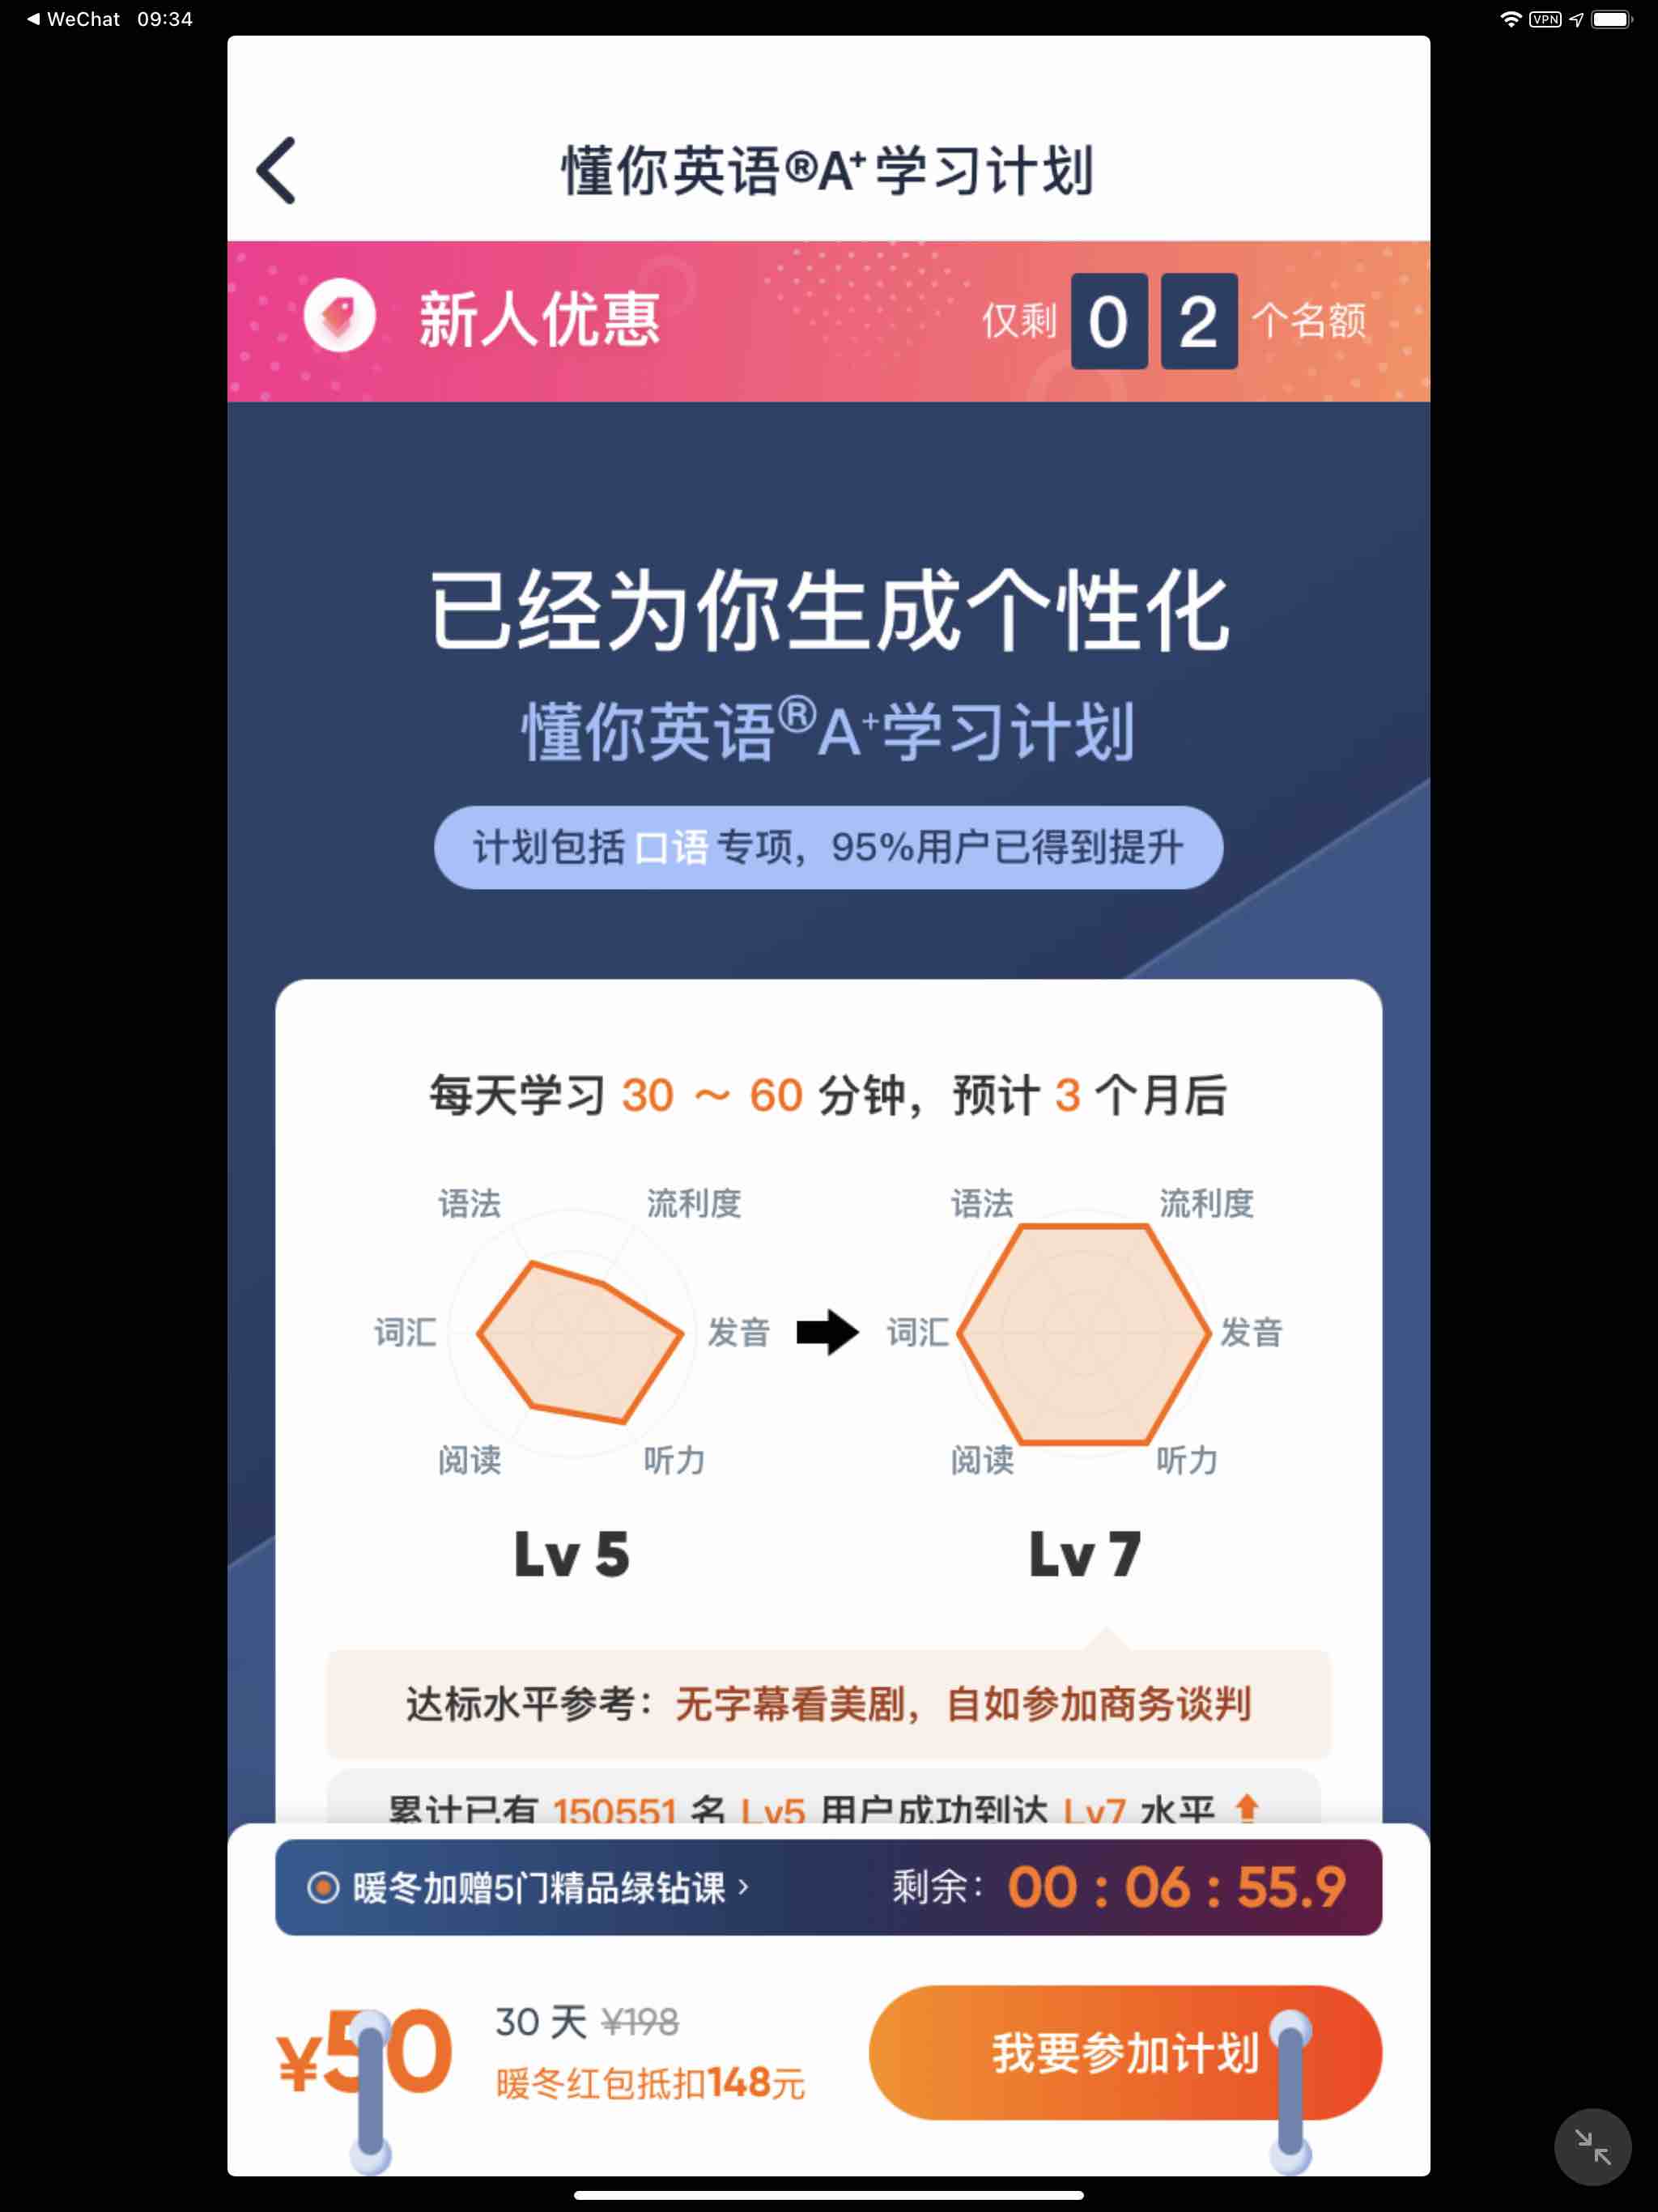 WeChat 09:34
VPN
懂你英语®A⁺学习计划
新人优惠 仅剩 0 2 个名额
已经为你生成个性化
懂你英语®A⁺学习计划
计划包括 口语 专项，95%用户已得到提升
每天学习 30 ～ 60 分钟，预计 3 个月后
语法 流利度 语法 流利度
词汇 发音 词汇 发音
阅读 听力 阅读 听力
Lv 5 Lv 7
达标水平参考：无字幕看美剧，自如参加商务谈判
累计已有 150551 名 Lv5 用户成功到达 Lv7 水平
暖冬加赠5门精品绿钻课 › 剩余：00 : 06 : 55.9
¥50 30 天 ¥198
暖冬红包抵扣148元
我要参加计划